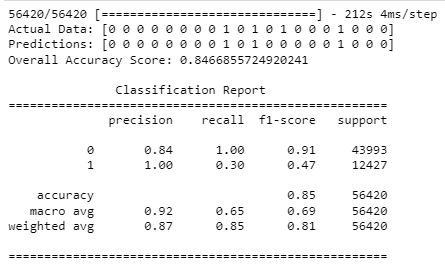 56420/56420 [==============================] - 212s 4ms/step
Actual Data: [0 0 0 0 0 0 0 0 1 0 1 0 1 0 0 0 1 0 0 0]
Predictions: [0 0 0 0 0 0 0 0 1 0 1 0 0 0 0 0 1 0 0 0]
Overall Accuracy Score: 0.8466855724920241
Classification Report
=====================================================
precision recall f1-score support
0 0.84 1.00 0.91 43993
1 1.00 0.30 0.47 12427
accuracy 0.85 56420
macro avg 0.92 0.65 0.69 56420
weighted avg 0.87 0.85 0.81 56420
=====================================================